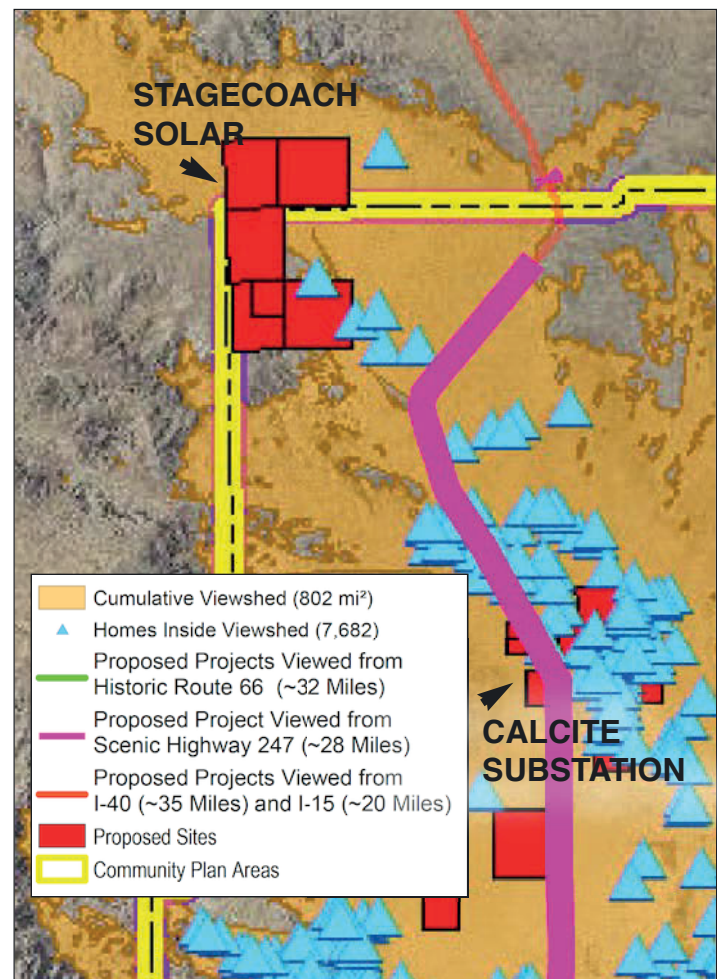 STAGECOACH
SOLAR
Cumulative Viewshed (802 mi²)
Homes Inside Viewshed (7,682)
Proposed Projects Viewed from
Historic Route 66 (~32 Miles)
Proposed Project Viewed from
Scenic Highway 247 (~28 Miles)
Proposed Projects Viewed from
I-40 (~35 Miles) and I-15 (~20 Miles)
Proposed Sites
Community Plan Areas
CALCITE
SUBSTATION